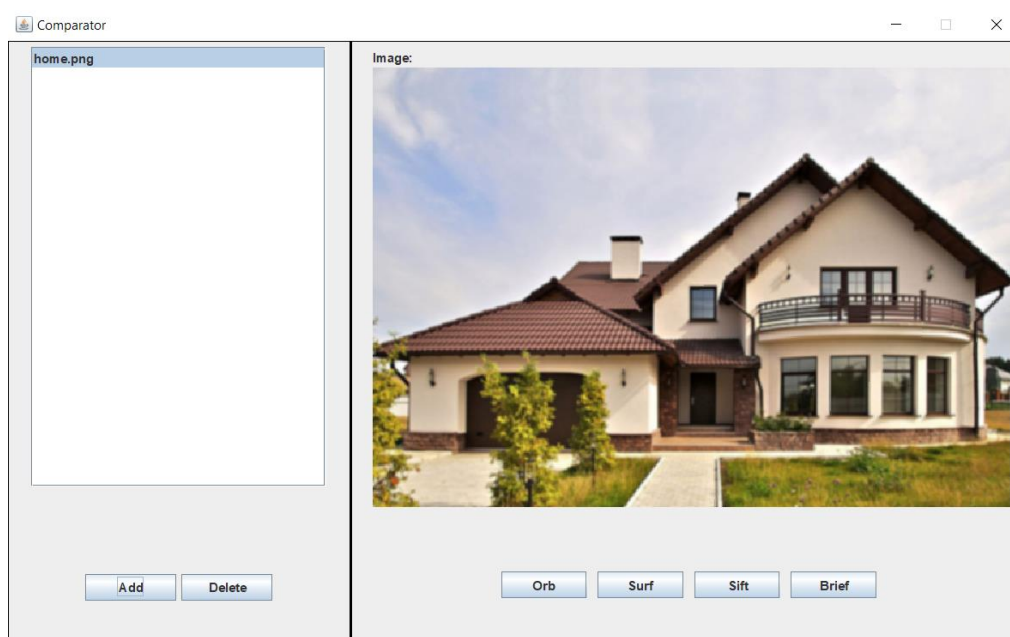 Comparator
home.png
Image:
Add Delete
Orb Surf Sift Brief